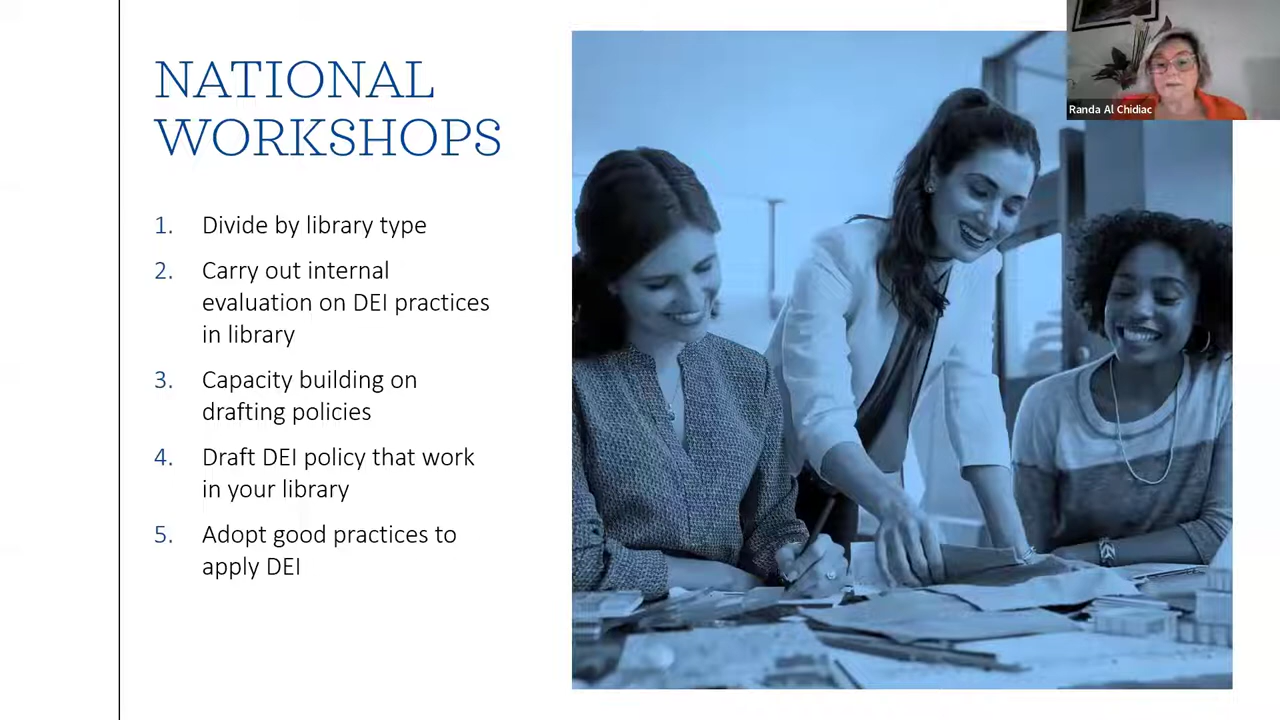 NATIONAL
WORKSHOPS
1. Divide by library type
2. Carry out internal
evaluation on DEI practices
in library
3. Capacity building on
drafting policies
4. Draft DEI policy that work
in your library
5. Adopt good practices to
apply DEI
Randa Al Chidiac